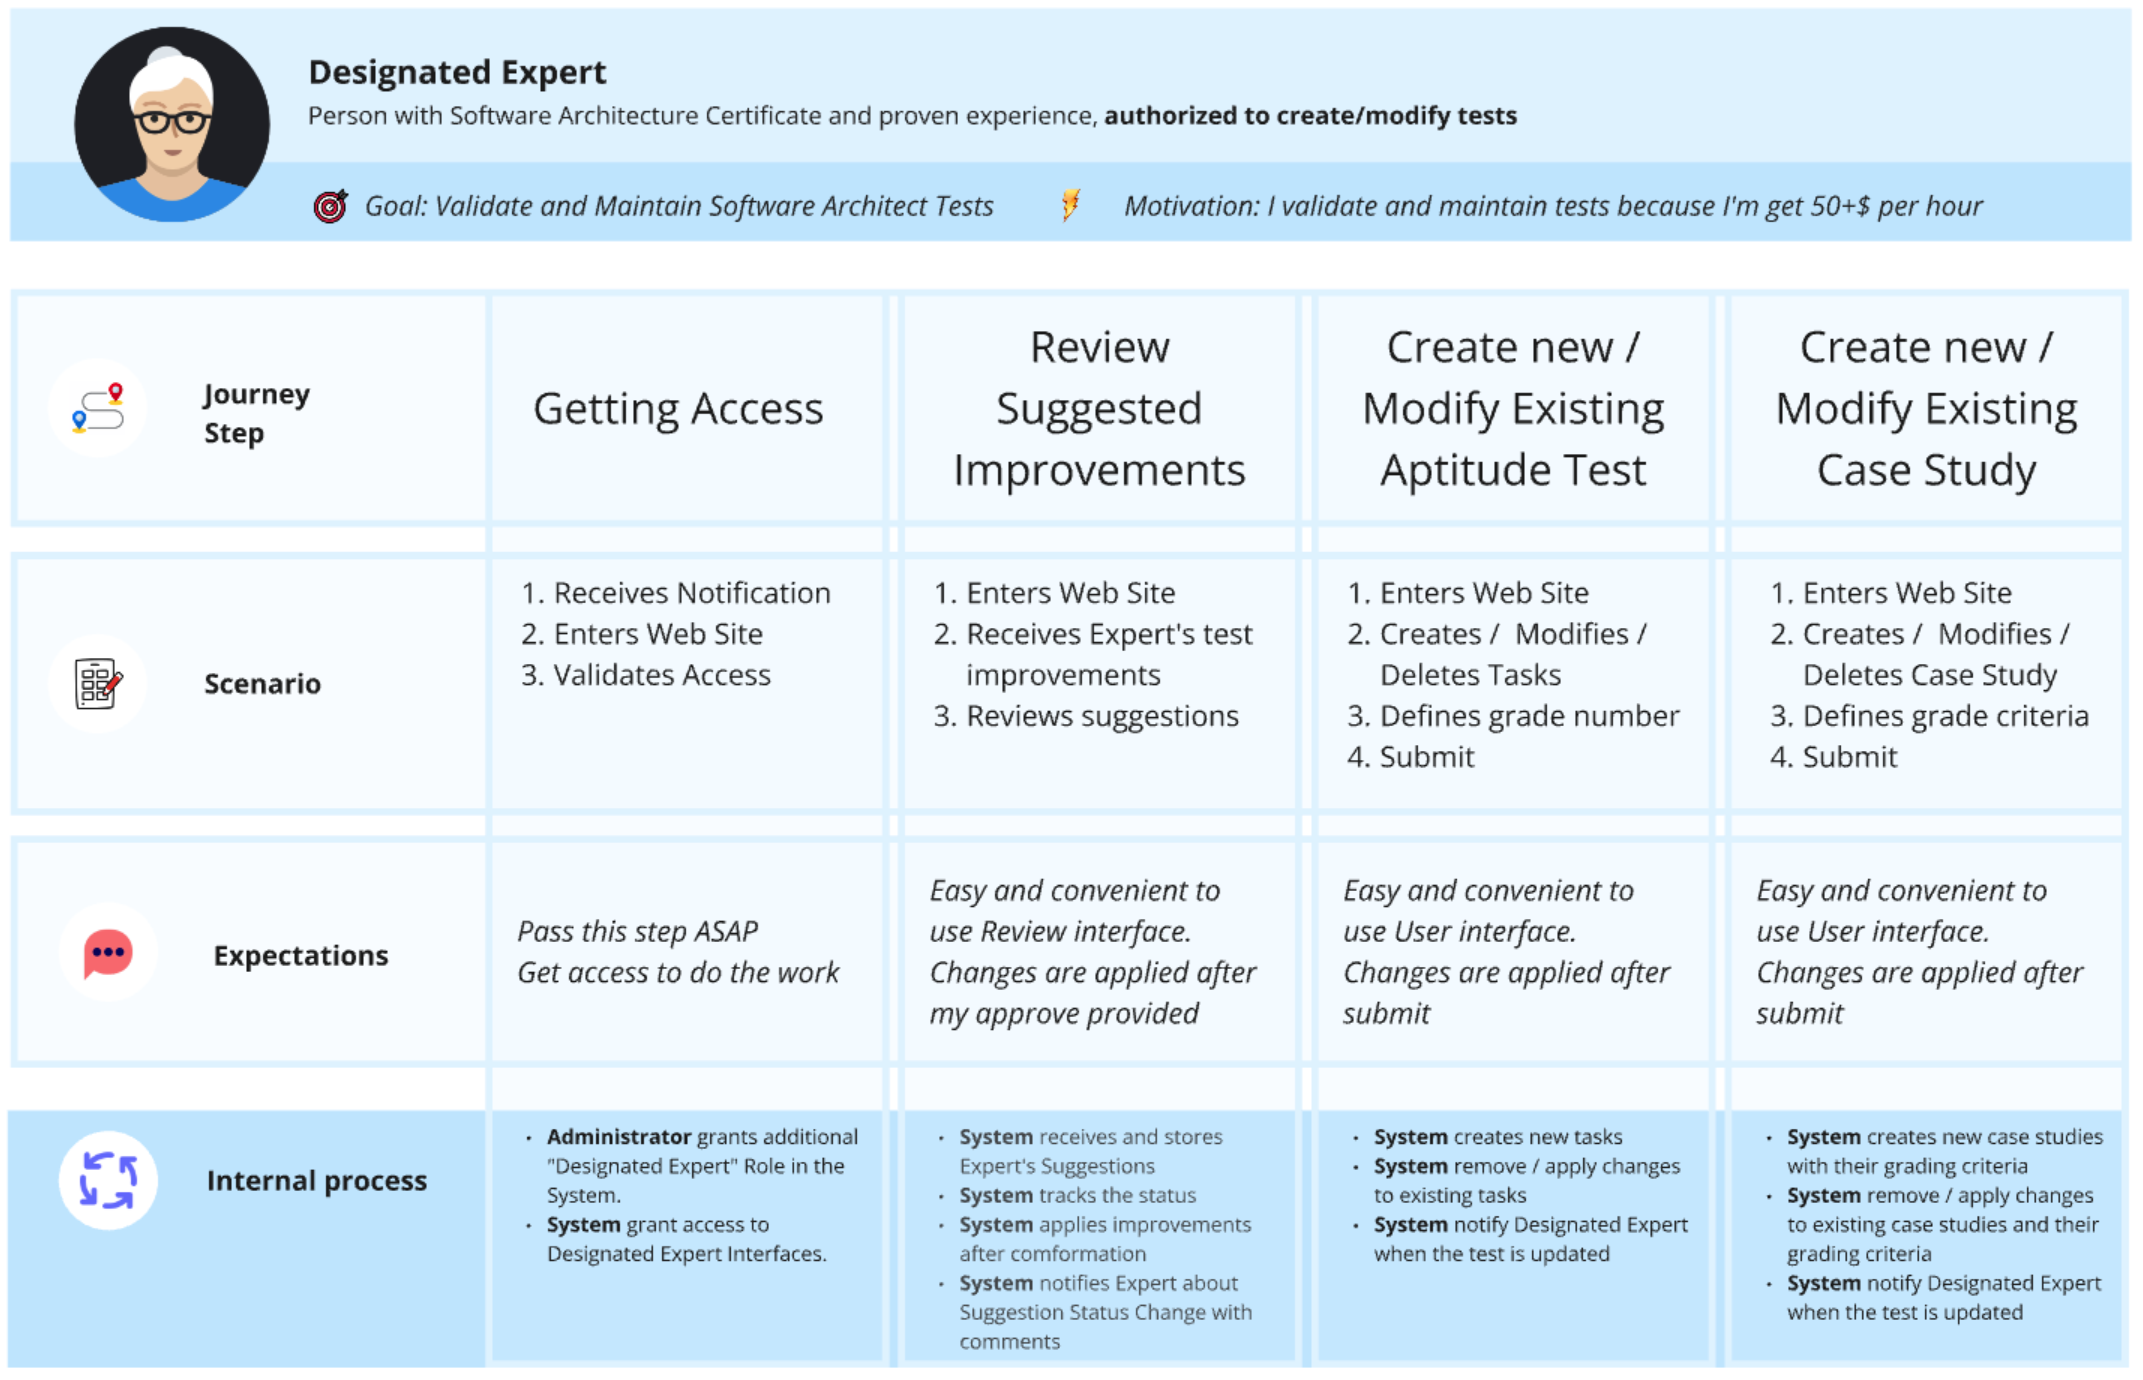 Designated Expert
Person with Software Architecture Certificate and proven experience, authorized to create/modify tests
Goal: Validate and Maintain Software Architect Tests
Motivation: I validate and maintain tests because I'm get 50+$ per hour
Journey
Step
Getting Access
Review
Suggested
Improvements
Create new /
Modify Existing
Aptitude Test
Create new /
Modify Existing
Case Study
Scenario
1. Receives Notification
2. Enters Web Site
3. Validates Access
1. Enters Web Site
2. Receives Expert's test
improvements
3. Reviews suggestions
1. Enters Web Site
2. Creates / Modifies /
Deletes Tasks
3. Defines grade number
4. Submit
1. Enters Web Site
2. Creates / Modifies /
Deletes Case Study
3. Defines grade criteria
4. Submit
Expectations
Pass this step ASAP
Get access to do the work
Easy and convenient to
use Review interface.
Changes are applied after
my approve provided
Easy and convenient to
use User interface.
Changes are applied after
submit
Easy and convenient to
use User interface.
Changes are applied after
submit
Internal process
· Administrator grants additional
"Designated Expert" Role in the
System.
· System grant access to
Designated Expert Interfaces.
· System receives and stores
Expert's Suggestions
· System tracks the status
· System applies improvements
after comformation
· System notifies Expert about
Suggestion Status Change with
comments
· System creates new tasks
· System remove / apply changes
to existing tasks
· System notify Designated Expert
when the test is updated
· System creates new case studies
with their grading criteria
· System remove / apply changes
to existing case studies and their
grading criteria
· System notify Designated Expert
when the test is updated